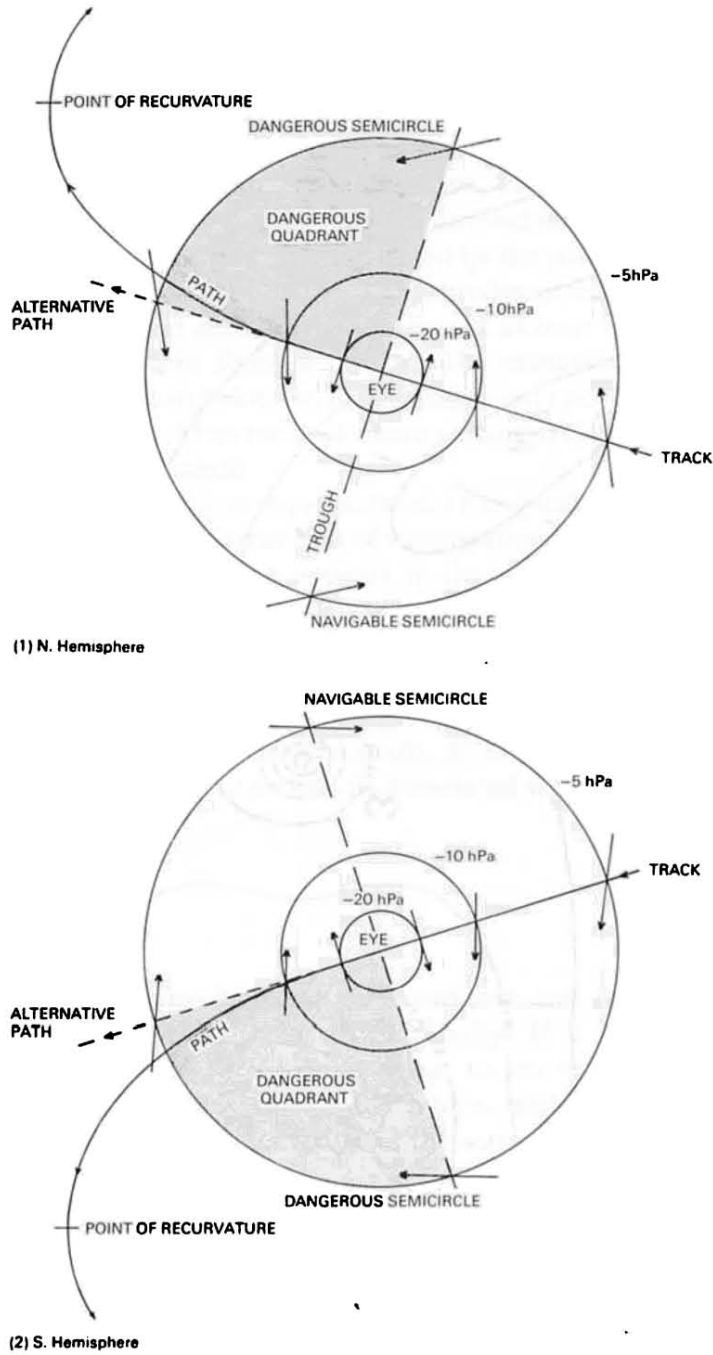 POINT OF RECURVATURE
DANGEROUS SEMICIRCLE
DANGEROUS
QUADRANT
-5hPa
ALTERNATIVE
PATH
PATH
-10hPa
-20 hPa
EYE
TRACK
TROUGH
NAVIGABLE SEMICIRCLE
(1) N. Hemisphere
NAVIGABLE SEMICIRCLE
-5 hPa
-10 hPa
TRACK
-20 hPa
EYE
ALTERNATIVE
PATH
PATH
DANGEROUS
QUADRANT
DANGEROUS SEMICIRCLE
POINT OF RECURVATURE
(2) S. Hemisphere